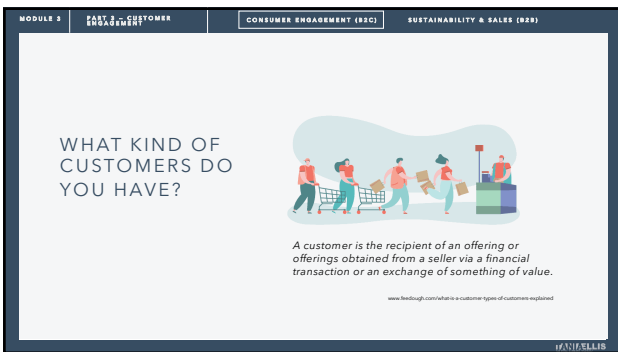 MODULE 3
PART 3 – CUSTOMER
ENGAGEMENT
CONSUMER ENGAGEMENT (B2C)
SUSTAINABILITY & SALES (B2B)
WHAT KIND OF
CUSTOMERS DO
YOU HAVE?
A customer is the recipient of an offering or
offerings obtained from a seller via a financial
transaction or an exchange of something of value.
www.feedough.com/what-is-a-customer-types-of-customers-explained
TANIAELLIS